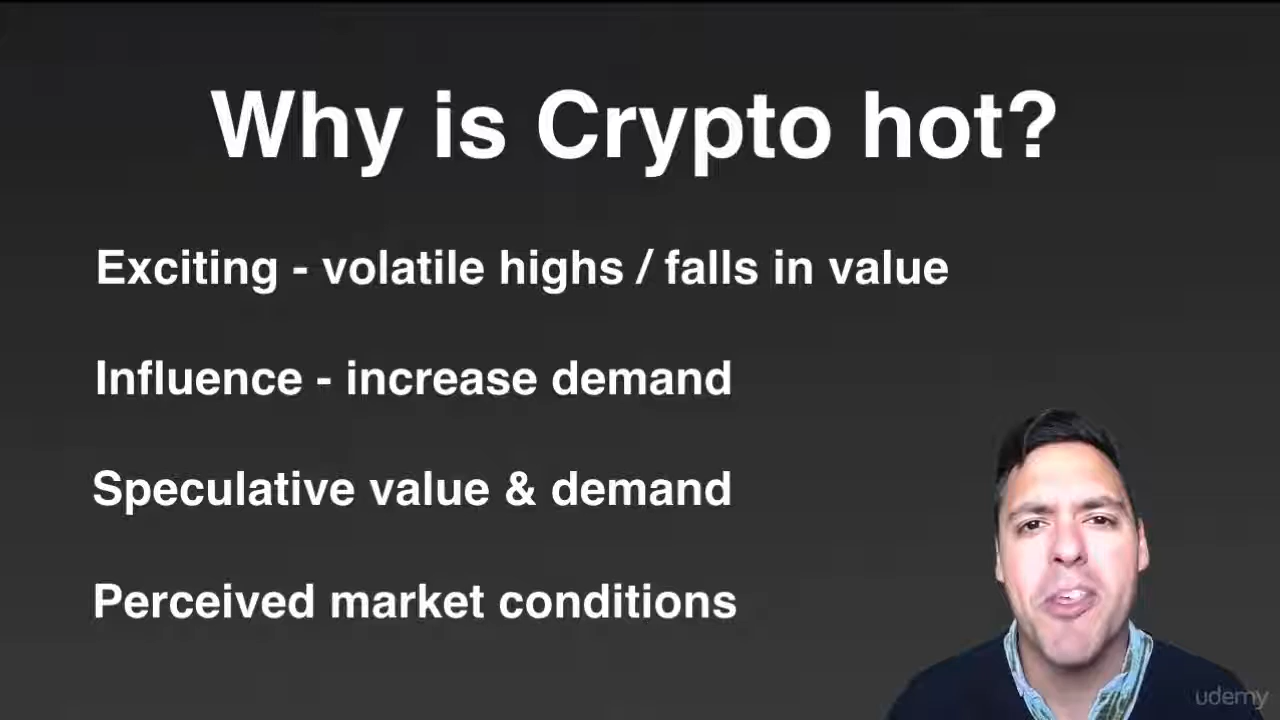 Why is Crypto hot?
Exciting - volatile highs / falls in value
Influence - increase demand
Speculative value & demand
Perceived market conditions
udemy